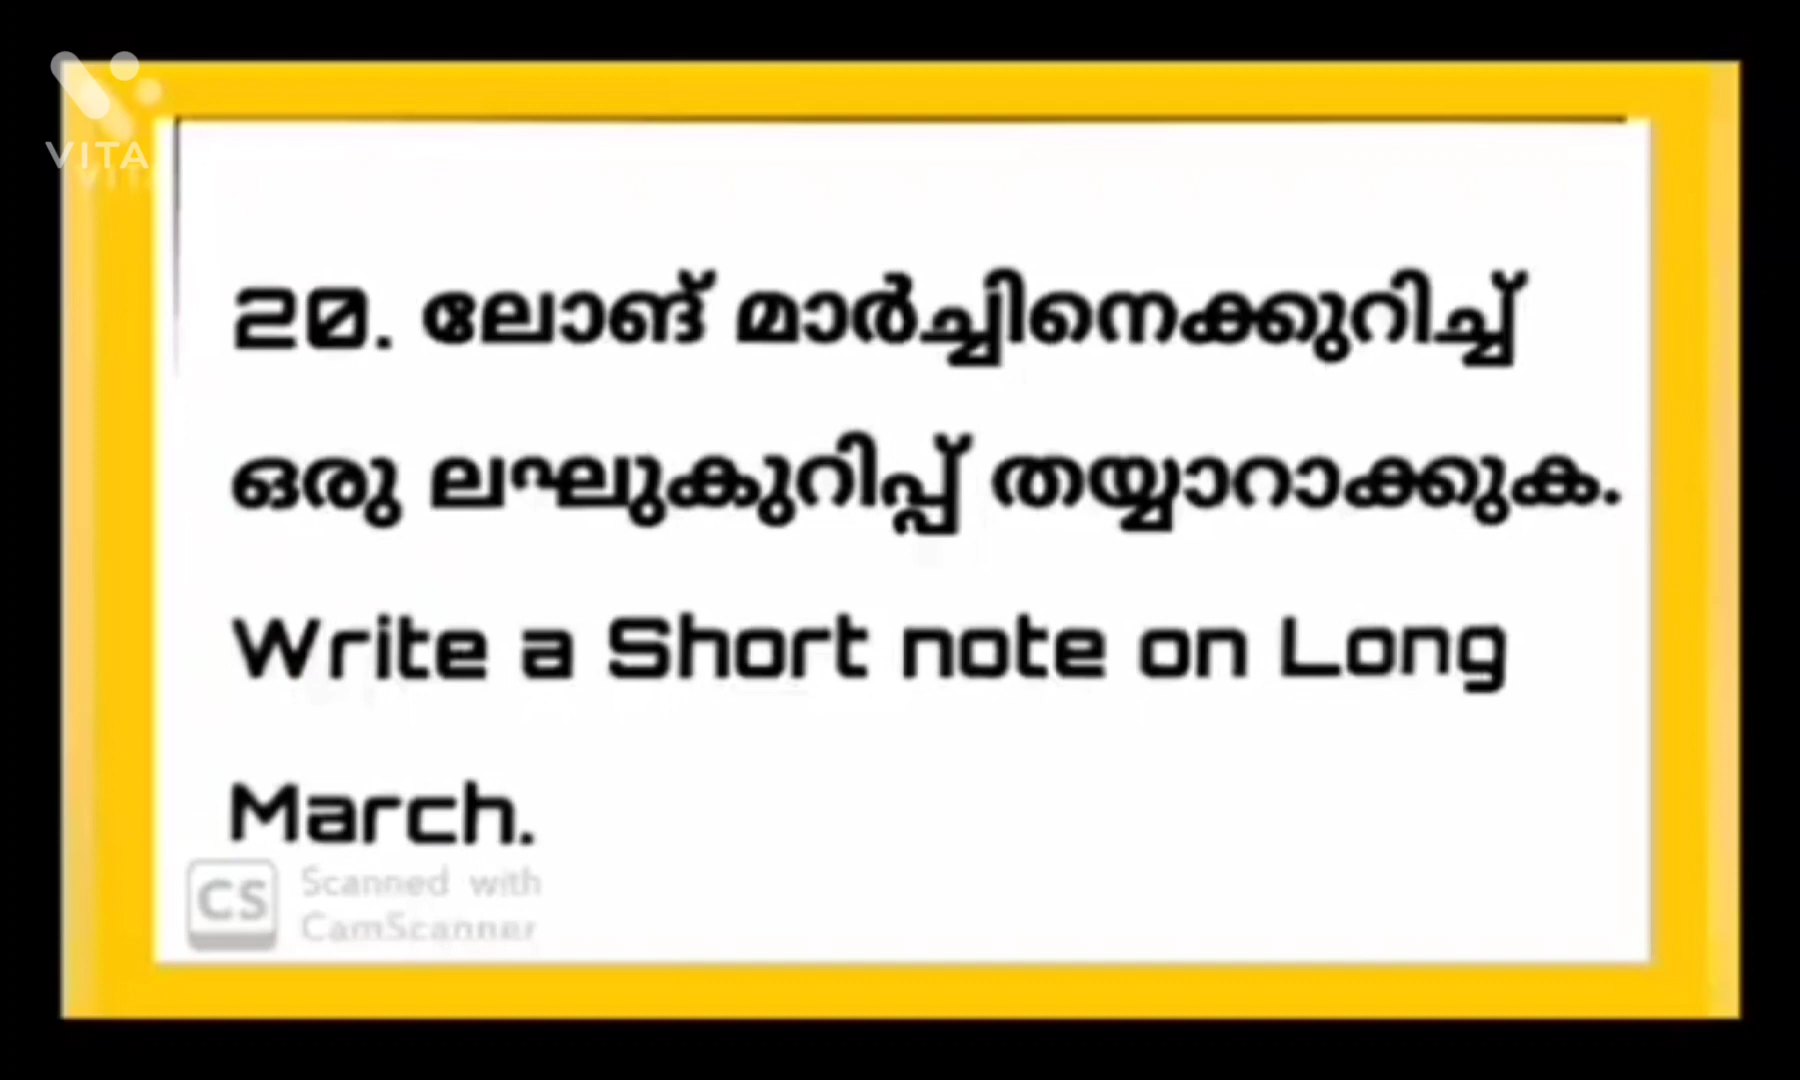 VITA
20. ലോങ് മാർച്ചിനെക്കുറിച്ച്
ഒരു ലഘുകുറിപ്പ് തയ്യാറാക്കുക.
Write a Short note on Long
March.
CS Scanned with
CamScanner